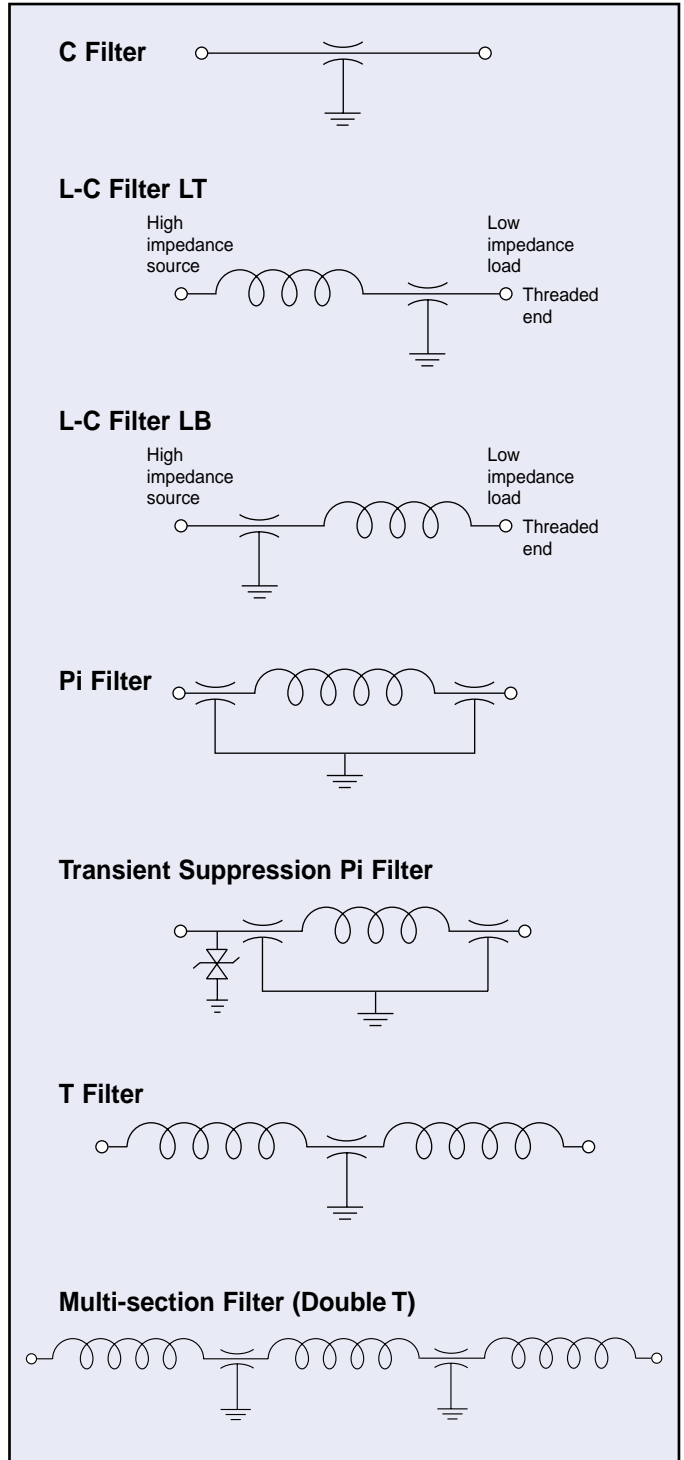 C Filter
L-C Filter LT
High
impedance
source
Low
impedance
load
Threaded
end
L-C Filter LB
High
impedance
source
Low
impedance
load
Threaded
end
Pi Filter
Transient Suppression Pi Filter
T Filter
Multi-section Filter (Double T)